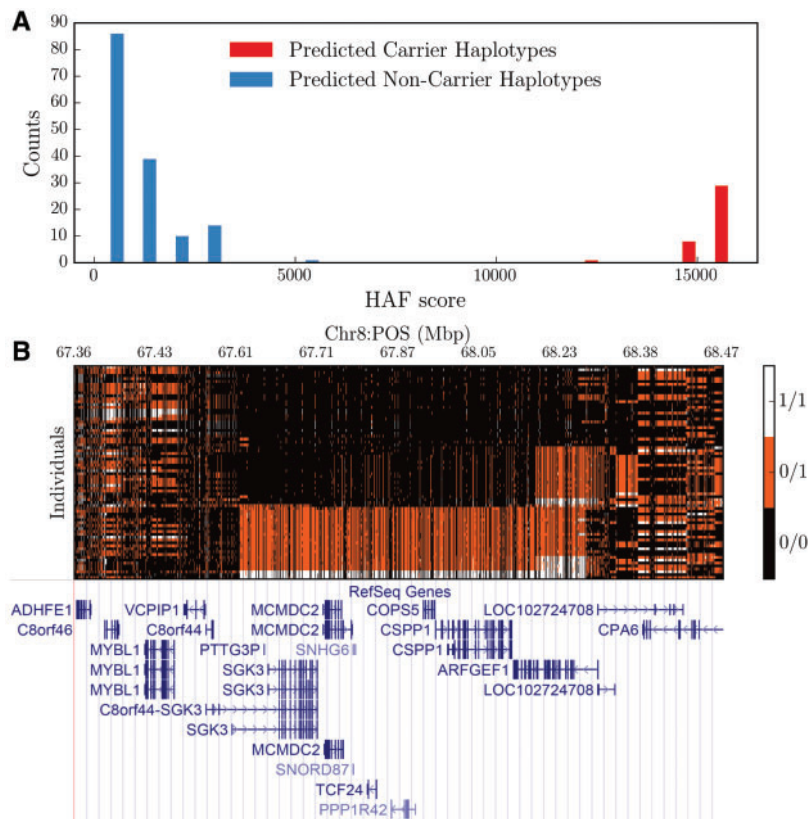 A
90
80
70
60
50
40
30
20
10
0
Counts
Predicted Carrier Haplotypes
Predicted Non-Carrier Haplotypes
0 5000 10000 15000
HAF score
B
Chr8:POS (Mbp)
67.36 67.43 67.61 67.71 67.87 68.05 68.23 68.38 68.47
Individuals
1/1
0/1
0/0
RefSeq Genes
ADHFE1 VCPIP1 MCMDC2 COPS5 LOC102724708
C8orf46 C8orf44 MCMDC2 CSPP1 CPA6
MYBL1 PTTG3P SNHG6 CSPP1
MYBL1 SGK3 ARFGEF1
MYBL1 SGK3 LOC102724708
C8orf44-SGK3
SGK3
MCMDC2
SNORD87
TCF24
PPP1R42